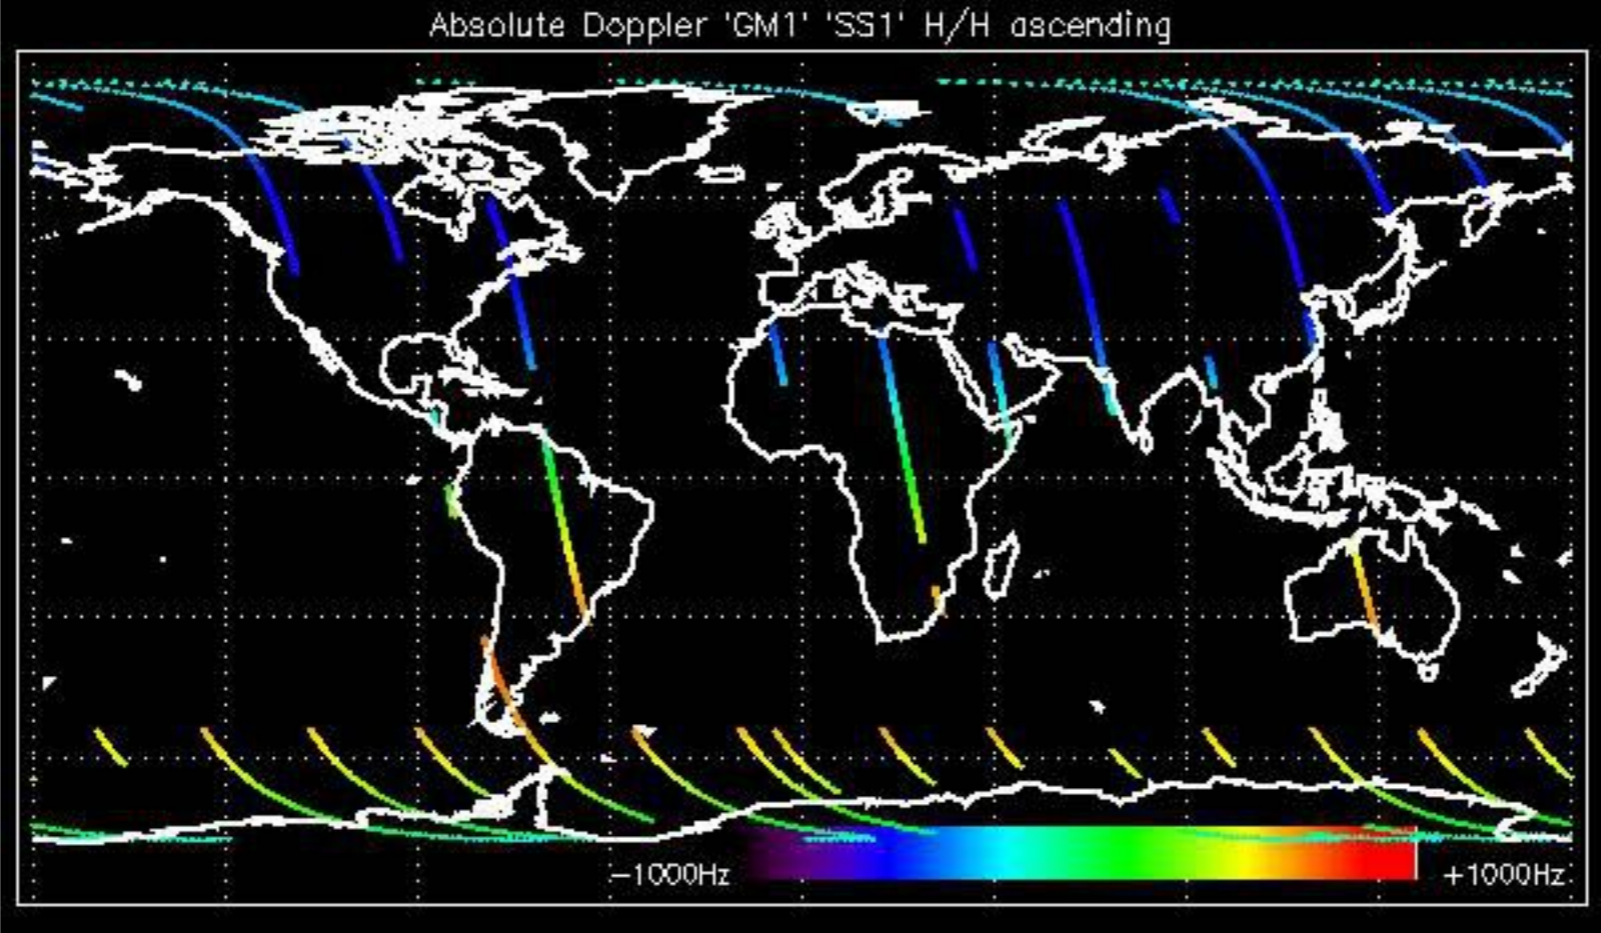 Absolute Doppler 'GM1' 'SS1' H/H ascending
−1000Hz +1000Hz